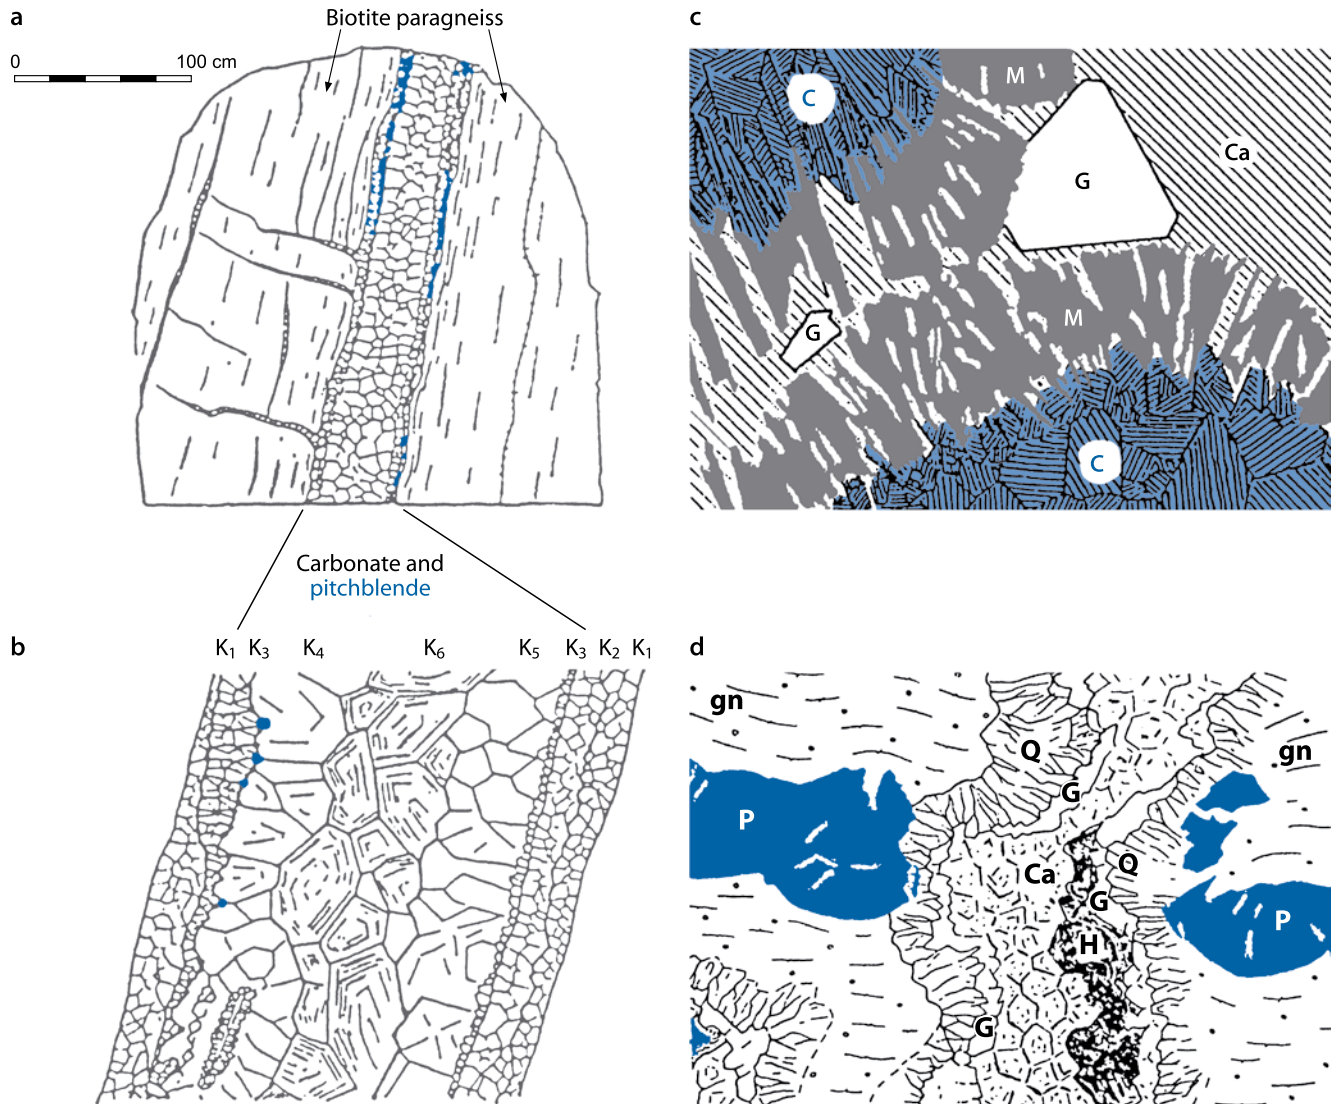 a
Biotite paragneiss
0 100 cm
Carbonate and
pitchblende
b
K₁ K₃ K₄ K₆ K₅ K₃ K₂ K₁
c
C
M
Ca
G
G
M
C
d
gn
Q
gn
G
P
Ca
Q
G
P
H
G